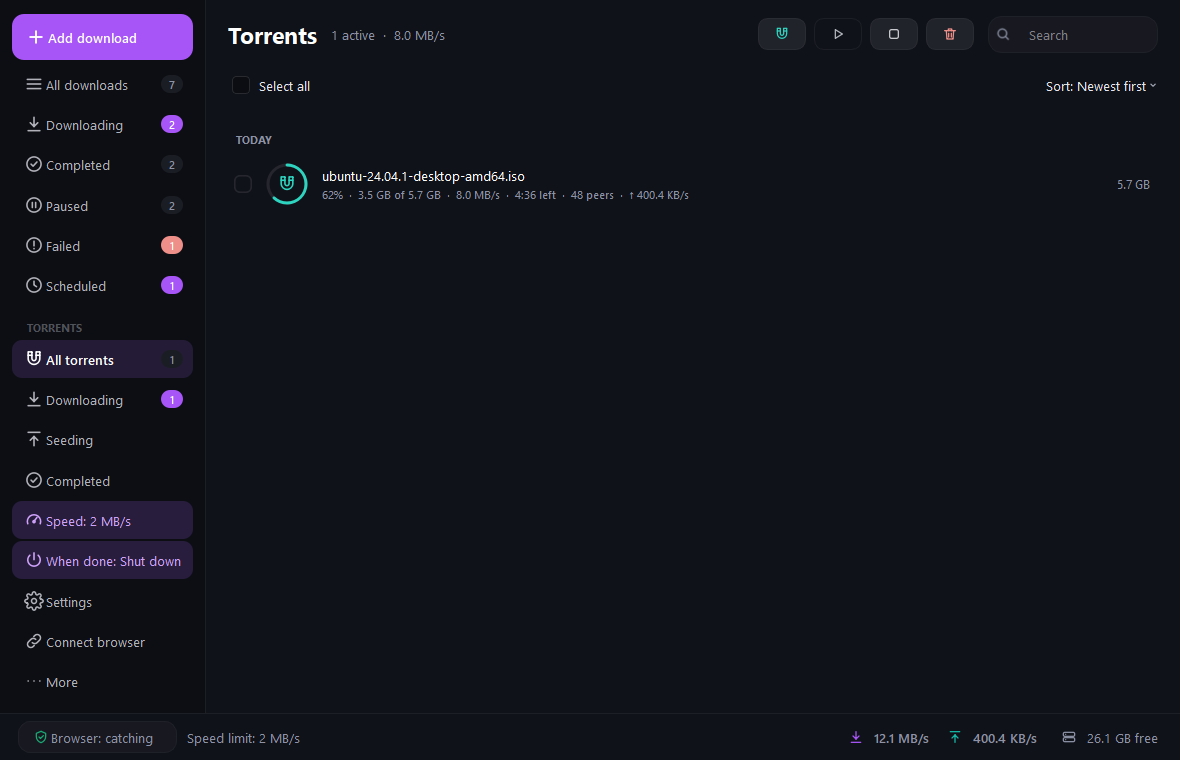 Add download
All downloads 7
Downloading 2
Completed 2
Paused 2
Failed 1
Scheduled 1
TORRENTS
All torrents 1
Downloading 1
Seeding
Completed
Speed: 2 MB/s
When done: Shut down
Settings
Connect browser
More
Torrents 1 active · 8.0 MB/s
Search
Select all
Sort: Newest first
TODAY
ubuntu-24.04.1-desktop-amd64.iso
62% · 3.5 GB of 5.7 GB · 8.0 MB/s · 4:36 left · 48 peers · ↑ 400.4 KB/s
5.7 GB
Browser: catching
Speed limit: 2 MB/s
12.1 MB/s
400.4 KB/s
26.1 GB free